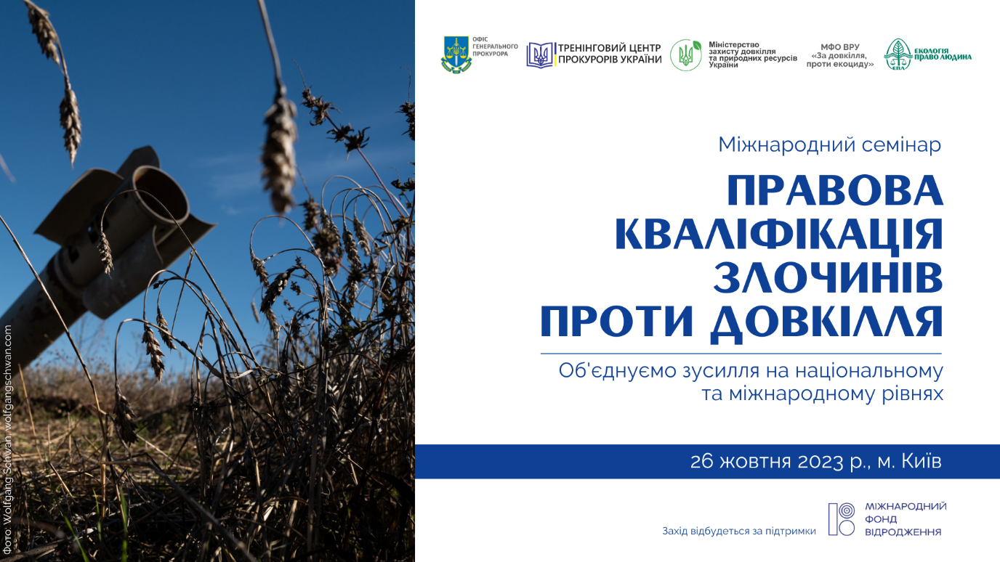 ОФІС
ГЕНЕРАЛЬНОГО
ПРОКУРОРА
ТРЕНІНГОВИЙ ЦЕНТР
ПРОКУРОРІВ УКРАЇНИ
Міністерство
захисту довкілля
та природних ресурсів
України
МФО ВРУ
«За довкілля,
проти екоциду»
ЕПЛ
ЕКОЛОГІЯ
ПРАВО ЛЮДИНА
Міжнародний семінар
ПРАВОВА
КВАЛІФІКАЦІЯ
ЗЛОЧИНІВ
ПРОТИ ДОВКІЛЛЯ
Об'єднуємо зусилля на національному
та міжнародному рівнях
26 жовтня 2023 р., м. Київ
Захід відбудеться за підтримки
МІЖНАРОДНИЙ
ФОНД
ВІДРОДЖЕННЯ
Фото: Wolfgang Schwan, wolfgangschwan.com